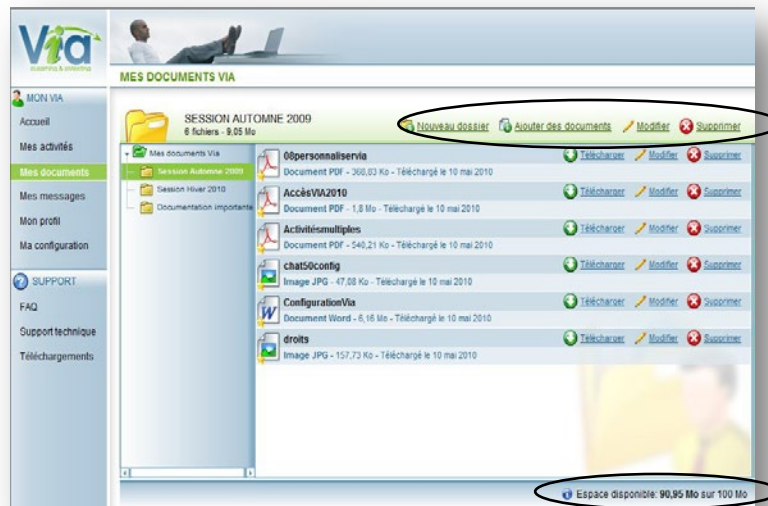 Via
eLearning & eMeeting
MES DOCUMENTS VIA
MON VIA
Accueil
Mes activités
Mes documents
Mes messages
Mon profil
Ma configuration
SUPPORT
FAQ
Support technique
Téléchargements
SESSION AUTOMNE 2009
6 fichiers - 9,05 Mo
Nouveau dossier Ajouter des documents Modifier Supprimer
Mes documents Via
Session Automne 2009
Session Hiver 2010
Documentation importante
08personnaliservia
Document PDF - 368,83 Ko - Téléchargé le 10 mai 2010
Télécharger Modifier Supprimer
AccèsVIA2010
Document PDF - 1,8 Mo - Téléchargé le 10 mai 2010
Télécharger Modifier Supprimer
Activitésmultiples
Document PDF - 540,21 Ko - Téléchargé le 10 mai 2010
Télécharger Modifier Supprimer
chat50config
Image JPG - 47,08 Ko - Téléchargé le 10 mai 2010
Télécharger Modifier Supprimer
ConfigurationVia
Document Word - 6,16 Mo - Téléchargé le 10 mai 2010
Télécharger Modifier Supprimer
droits
Image JPG - 157,73 Ko - Téléchargé le 10 mai 2010
Télécharger Modifier Supprimer
Espace disponible: 90,95 Mo sur 100 Mo